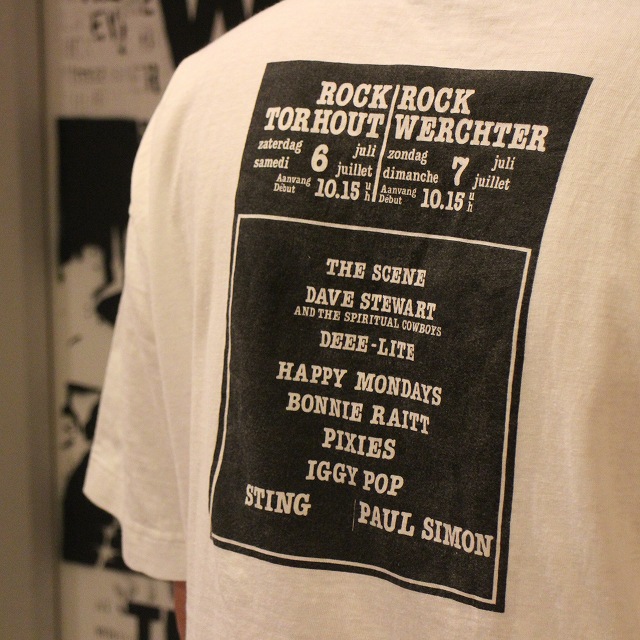 EVIL
ROCK TORHOUT
zaterdag 6 juli
samedi juillet
Aanvang Début 10.15 u h
ROCK WERCHTER
zondag 7 juli
dimanche juillet
Aanvang Début 10.15 u h
THE SCENE
DAVE STEWART
AND THE SPIRITUAL COWBOYS
DEEE-LITE
HAPPY MONDAYS
BONNIE RAITT
PIXIES
IGGY POP
STING
PAUL SIMON